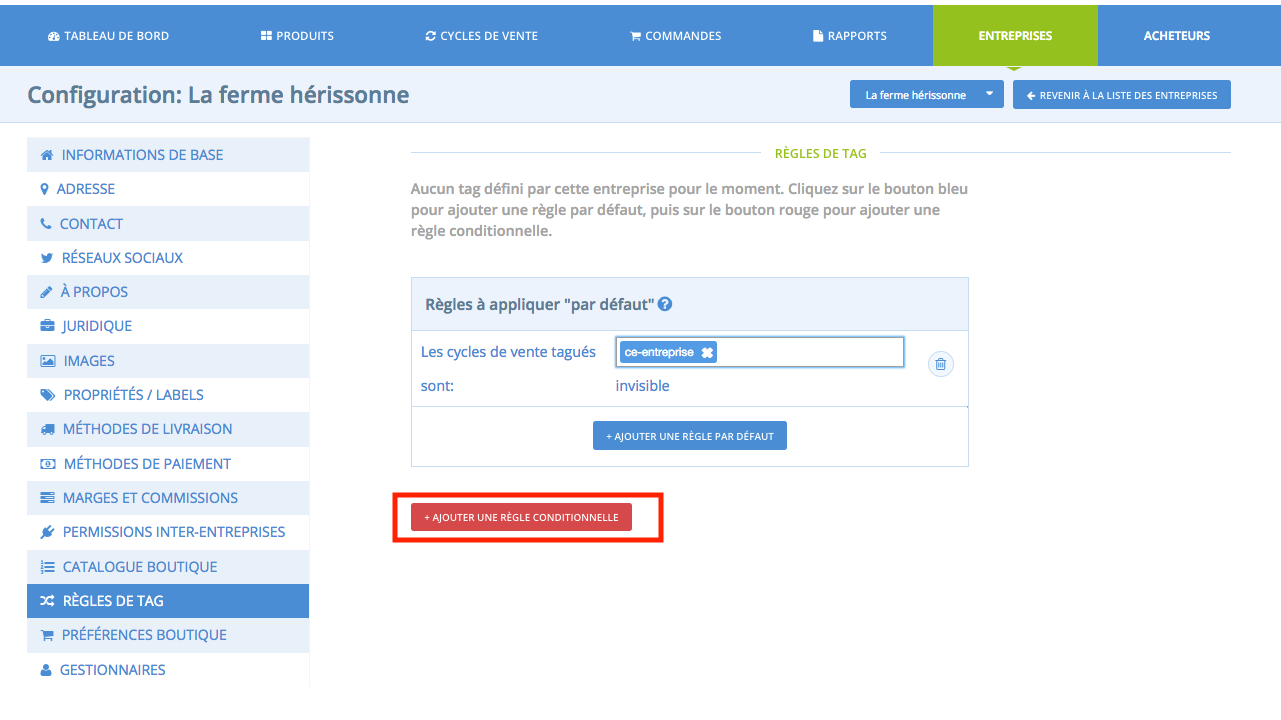 TABLEAU DE BORD PRODUITS CYCLES DE VENTE COMMANDES RAPPORTS ENTREPRISES ACHETEURS
Configuration: La ferme hérissonne La ferme hérissonne REVENIR À LA LISTE DES ENTREPRISES
INFORMATIONS DE BASE
ADRESSE
CONTACT
RÉSEAUX SOCIAUX
À PROPOS
JURIDIQUE
IMAGES
PROPRIÉTÉS / LABELS
MÉTHODES DE LIVRAISON
MÉTHODES DE PAIEMENT
MARGES ET COMMISSIONS
PERMISSIONS INTER-ENTREPRISES
CATALOGUE BOUTIQUE
RÈGLES DE TAG
PRÉFÉRENCES BOUTIQUE
GESTIONNAIRES
RÈGLES DE TAG
Aucun tag défini par cette entreprise pour le moment. Cliquez sur le bouton bleu
pour ajouter une règle par défaut, puis sur le bouton rouge pour ajouter une
règle conditionnelle.
Règles à appliquer "par défaut"
Les cycles de vente tagués ce-entreprise
sont: invisible
+ AJOUTER UNE RÈGLE PAR DÉFAUT
+ AJOUTER UNE RÈGLE CONDITIONNELLE